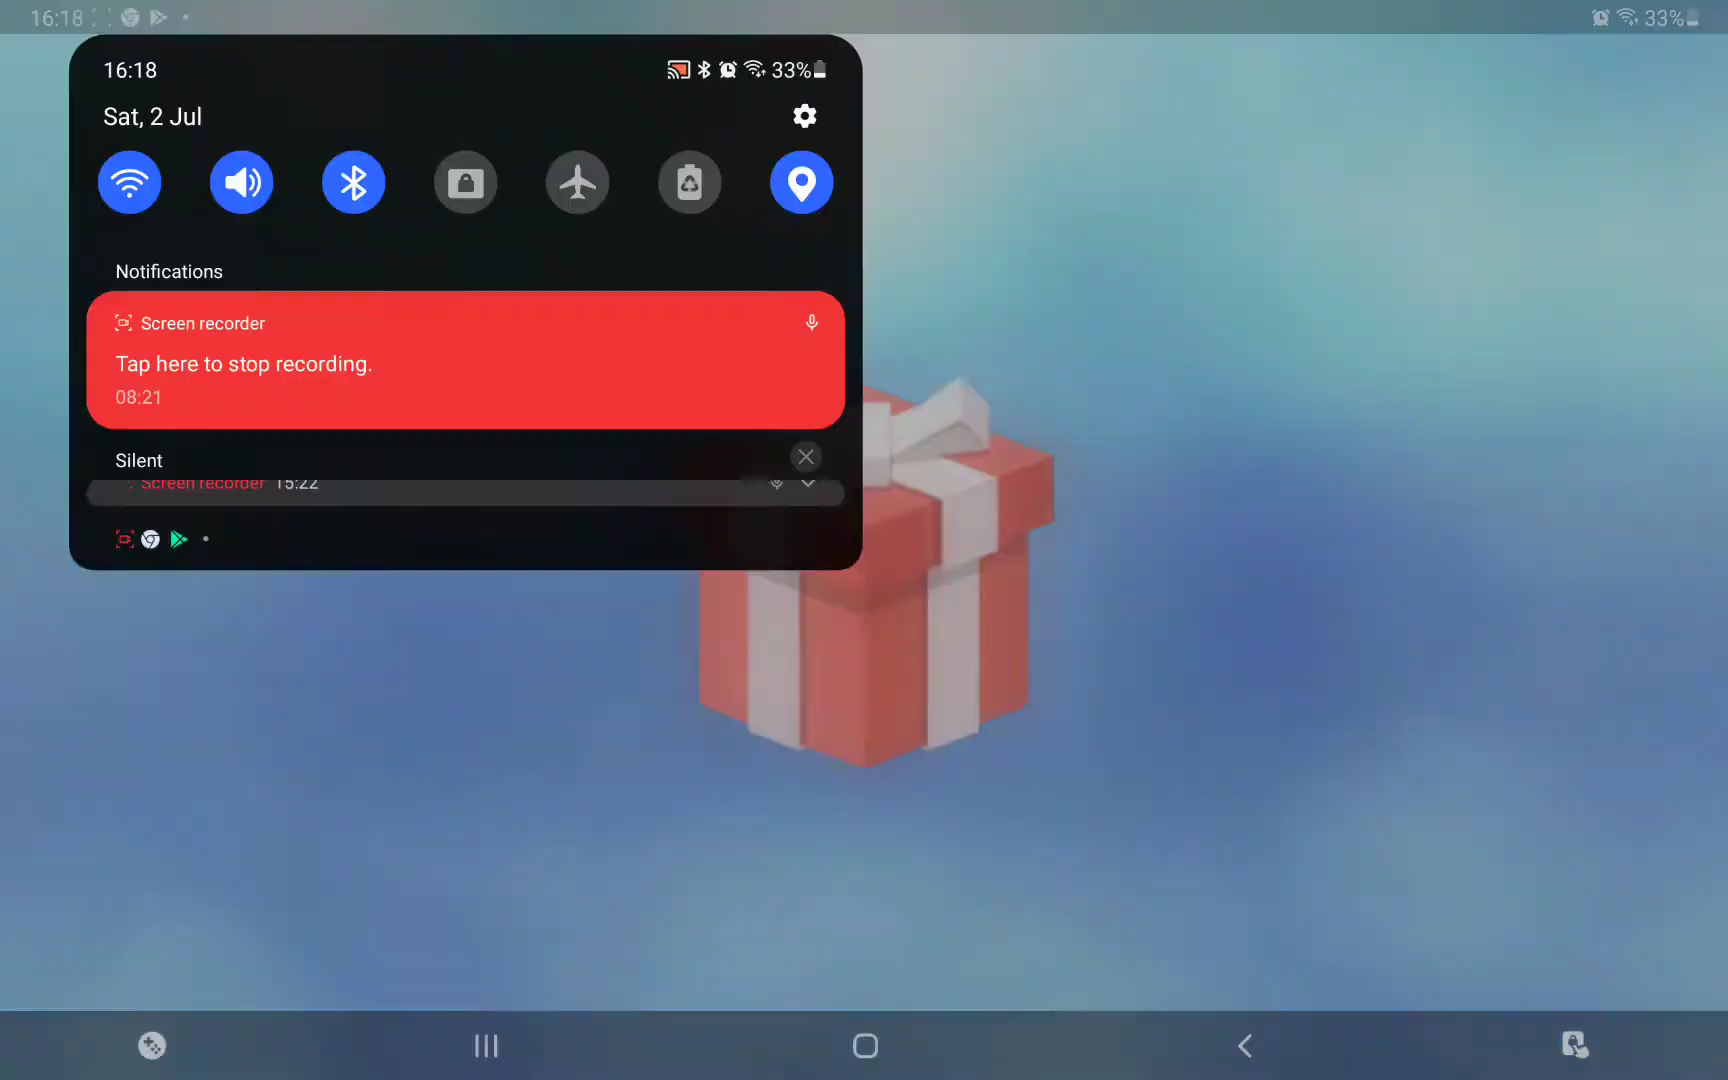 16:18
33%
16:18
33%
Sat, 2 Jul
Notifications
Screen recorder
Tap here to stop recording.
08:21
Silent
Screen recorder 15:22